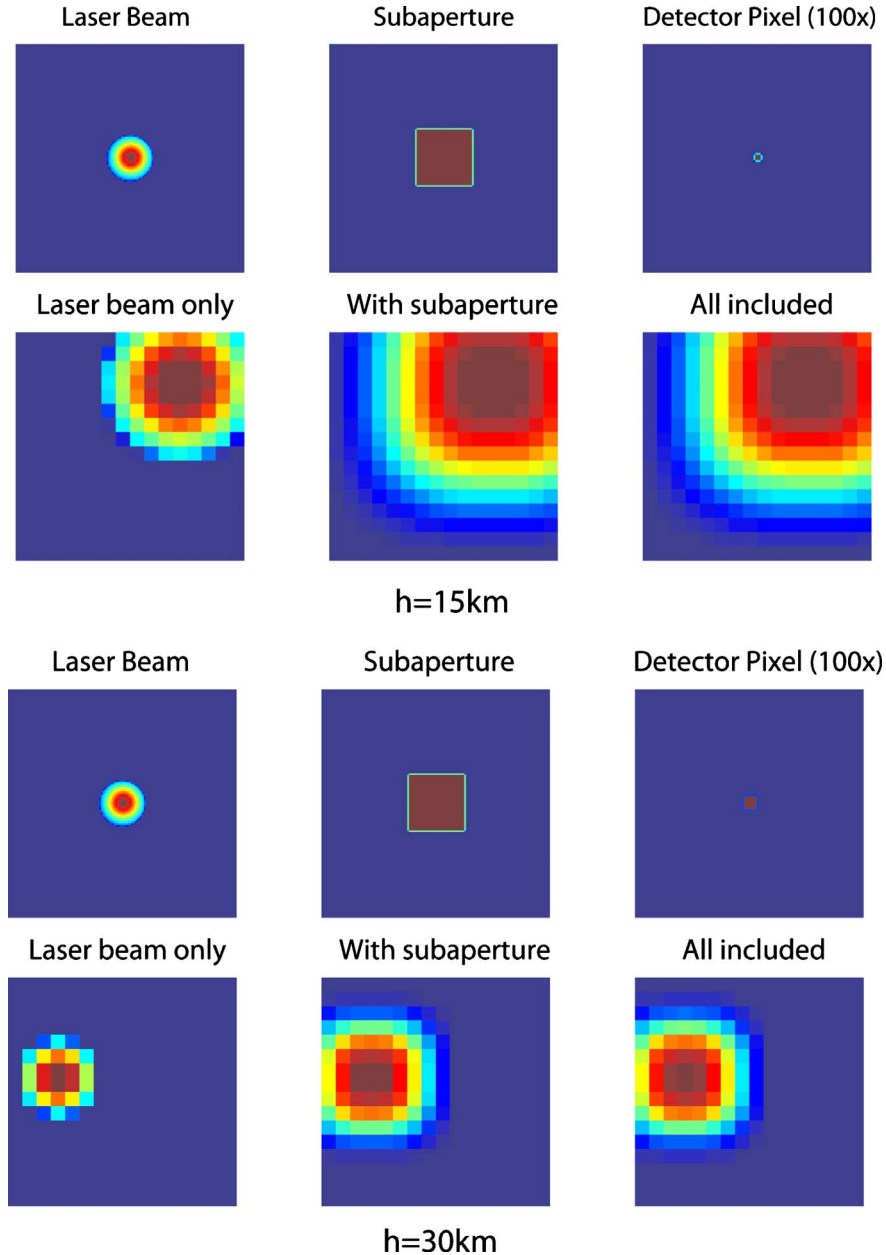 Laser Beam Subaperture Detector Pixel (100x)
Laser beam only With subaperture All included
h=15km
Laser Beam Subaperture Detector Pixel (100x)
Laser beam only With subaperture All included
h=30km